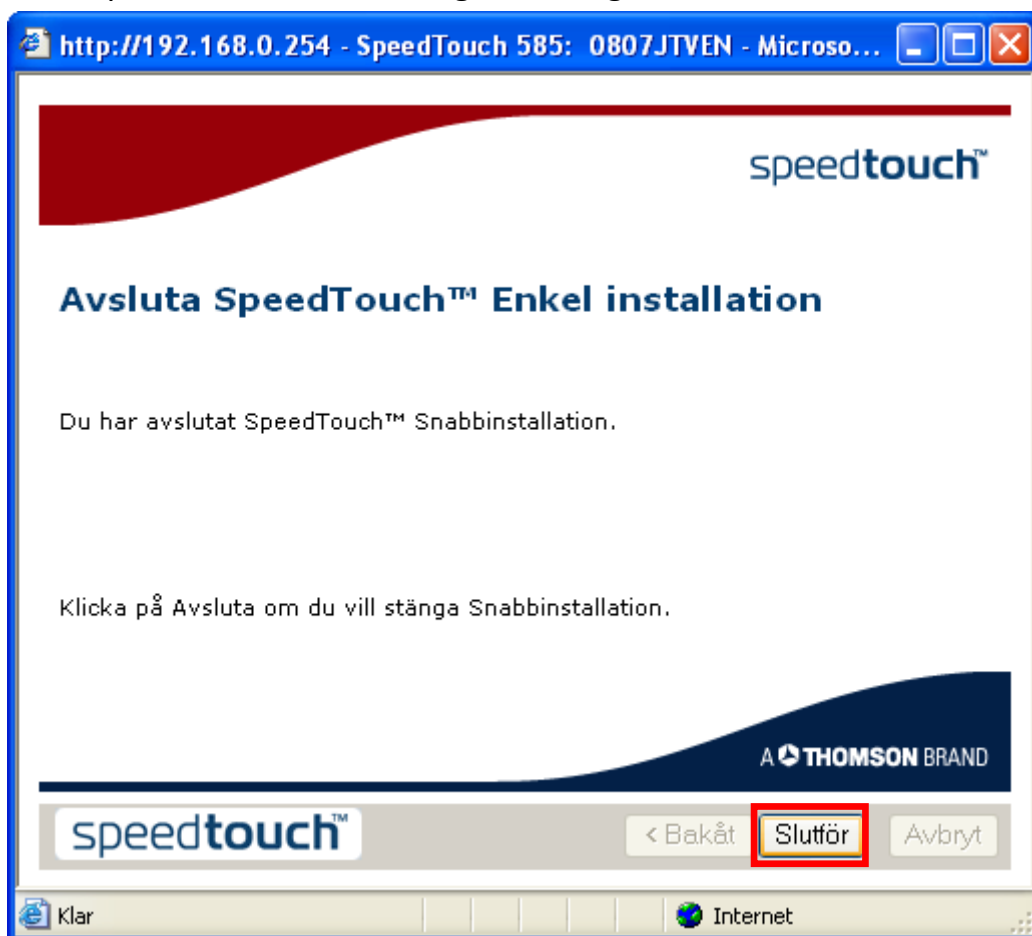 http://192.168.0.254 - SpeedTouch 585: 0807JTVEN - Microso...
speedtouch™
Avsluta SpeedTouch™ Enkel installation
Du har avslutat SpeedTouch™ Snabbinstallation.
Klicka på Avsluta om du vill stänga Snabbinstallation.
A THOMSON BRAND
speedtouch™
< Bakåt Slutför Avbryt
Klar Internet